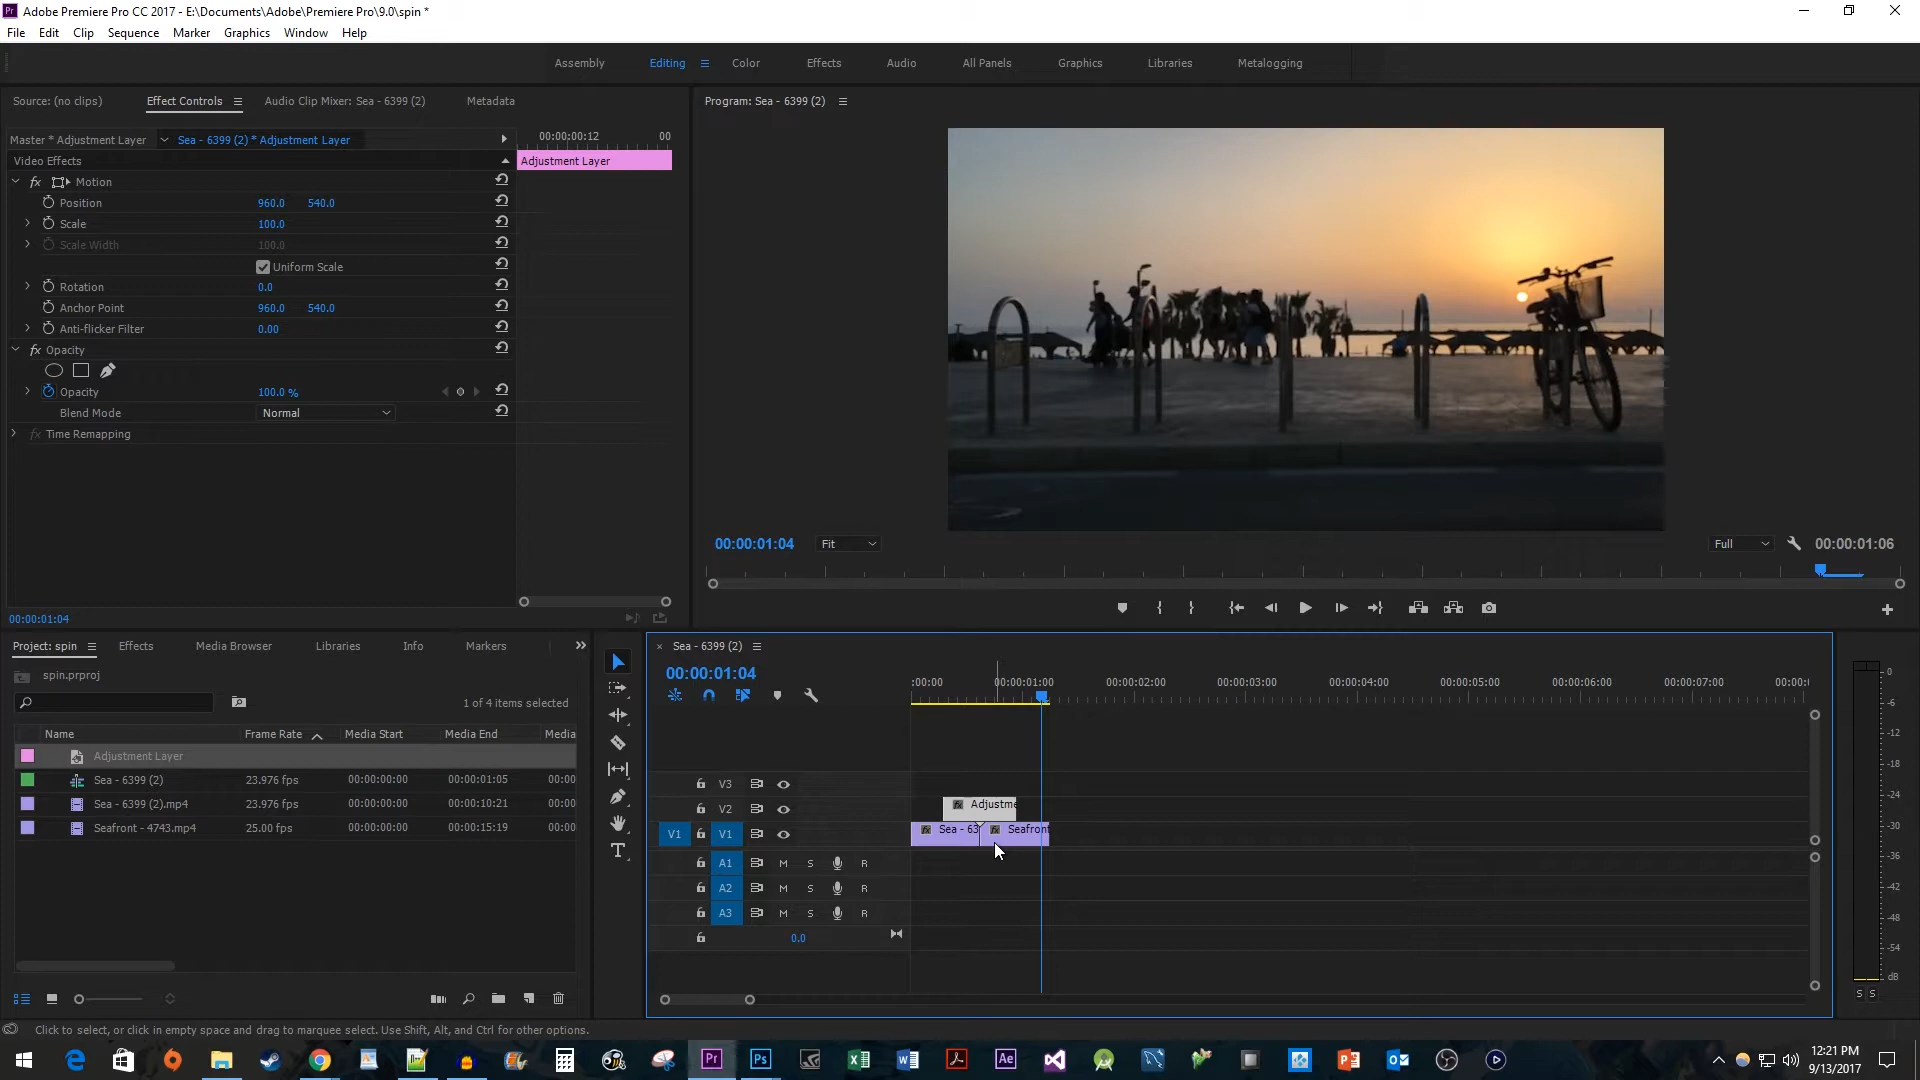 Adobe Premiere Pro CC 2017 - E:\Documents\Adobe\Premiere Pro\9.0\spin *
File Edit Clip Sequence Marker Graphics Window Help
Assembly Editing Color Effects Audio All Panels Graphics Libraries Metalogging
Source: (no clips) Effect Controls Audio Clip Mixer: Sea - 6399 (2) Metadata
Program: Sea - 6399 (2)
Master * Adjustment Layer Sea - 6399 (2) * Adjustment Layer 00:00:00:12 00
Video Effects Adjustment Layer
fx Motion
Position 960.0 540.0
Scale 100.0
Scale Width 100.0
Uniform Scale
Rotation 0.0
Anchor Point 960.0 540.0
Anti-flicker Filter 0.00
fx Opacity
Opacity 100.0 %
Blend Mode Normal
fx Time Remapping
00:00:01:04
00:00:01:04 Fit Full 00:00:01:06
Project: spin Effects Media Browser Libraries Info Markers
spin.prproj
1 of 4 items selected
Name Frame Rate Media Start Media End Media
Adjustment Layer
Sea - 6399 (2) 23.976 fps 00:00:00:00 00:00:01:05 00:00
Sea - 6399 (2).mp4 23.976 fps 00:00:00:00 00:00:10:21 00:00
Seafront - 4743.mp4 25.00 fps 00:00:00:00 00:00:15:19 00:00
Sea - 6399 (2)
00:00:01:04
:00:00 00:00:01:00 00:00:02:00 00:00:03:00 00:00:04:00 00:00:05:00 00:00:06:00 00:00:07:00 00:00:0
V3
V2 fx Adjustme
V1 V1 fx Sea - 63 fx Seafront
A1 M S R
A2 M S R
A3 M S R
0.0
0
-6
-12
-18
-24
-30
-36
-42
-48
-54
dB
S S
Click to select, or click in empty space and drag to marquee select. Use Shift, Alt, and Ctrl for other options.
12:21 PM
9/13/2017